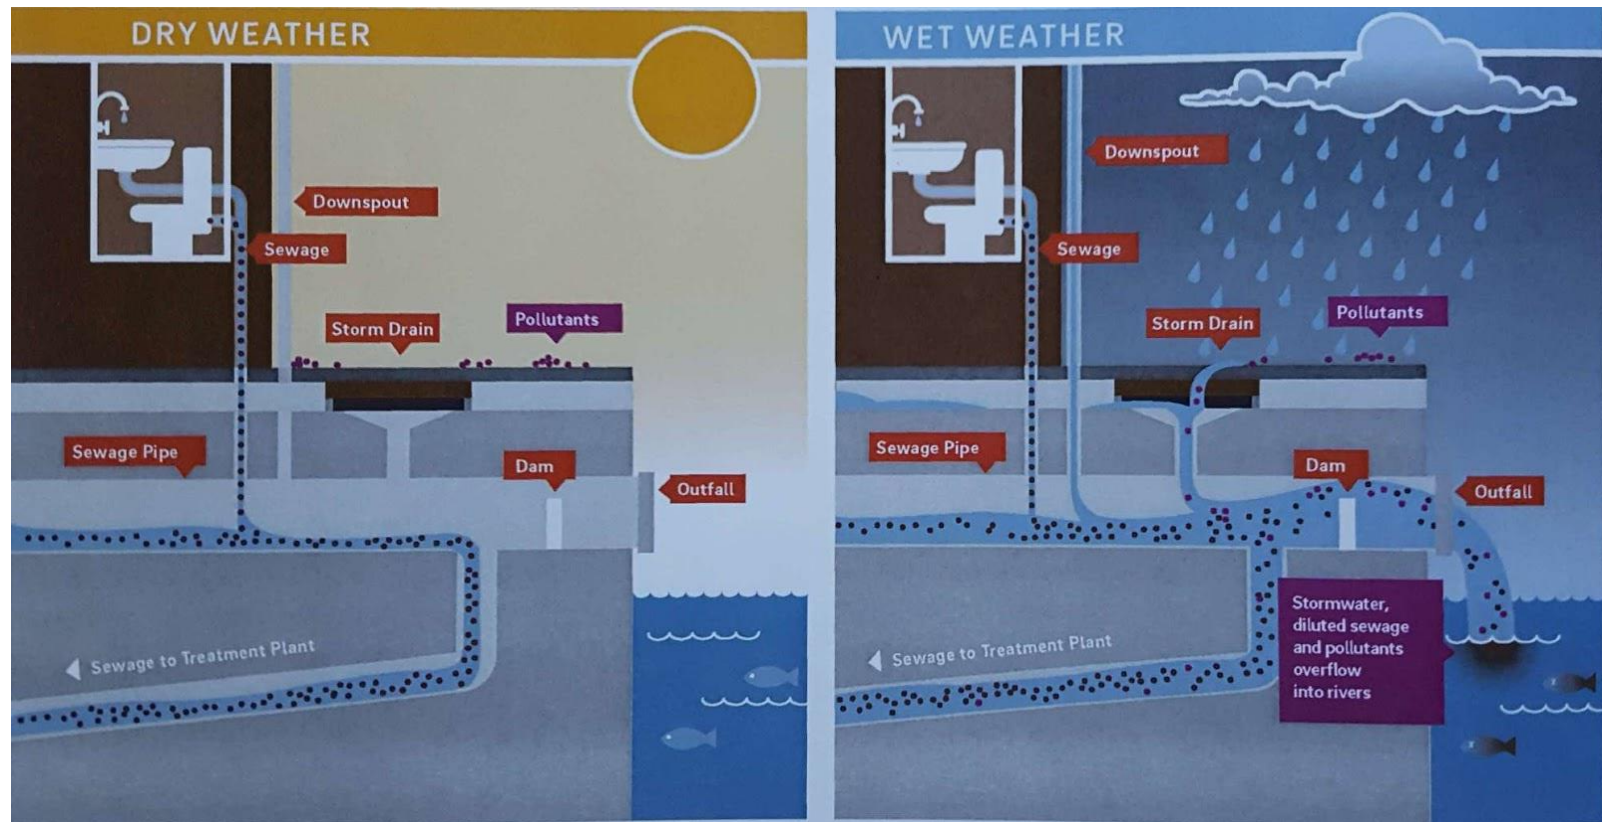 DRY WEATHER
Downspout
Sewage
Storm Drain
Pollutants
Sewage Pipe
Dam
Outfall
Sewage to Treatment Plant
WET WEATHER
Downspout
Sewage
Storm Drain
Pollutants
Sewage Pipe
Dam
Outfall
Stormwater,
diluted sewage
and pollutants
overflow
into rivers
Sewage to Treatment Plant